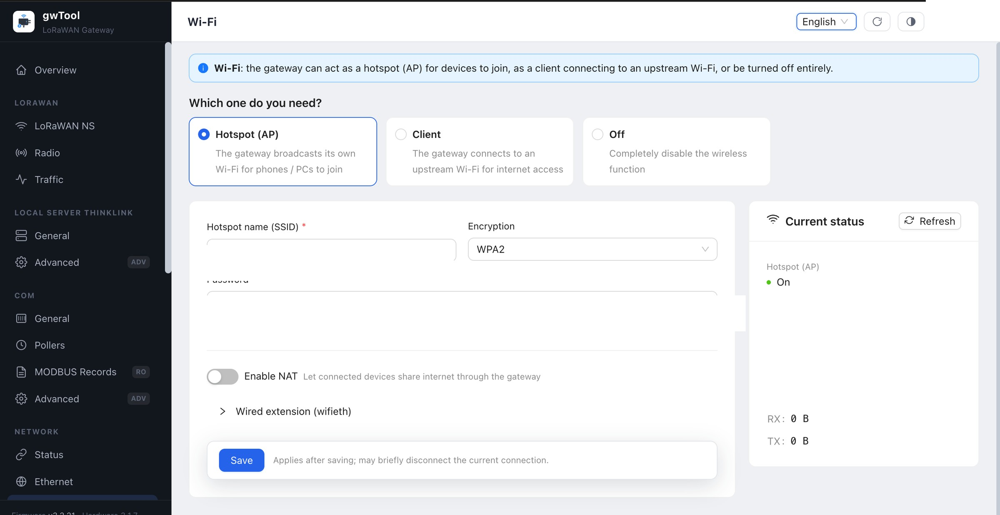 gwTool
LoRaWAN Gateway
Overview
LORAWAN
LoRaWAN NS
Radio
Traffic
LOCAL SERVER THINKLINK
General
Advanced ADV
COM
General
Pollers
MODBUS Records RO
Advanced ADV
NETWORK
Status
Ethernet
Wi-Fi
English
Wi-Fi: the gateway can act as a hotspot (AP) for devices to join, as a client connecting to an upstream Wi-Fi, or be turned off entirely.
Which one do you need?
Hotspot (AP)
The gateway broadcasts its own
Wi-Fi for phones / PCs to join
Client
The gateway connects to an
upstream Wi-Fi for internet access
Off
Completely disable the wireless
function
Hotspot name (SSID) *
Encryption
WPA2
Password
Enable NAT Let connected devices share internet through the gateway
Wired extension (wifieth)
Save Applies after saving; may briefly disconnect the current connection.
Current status
Refresh
Hotspot (AP)
On
RX: 0 B
TX: 0 B